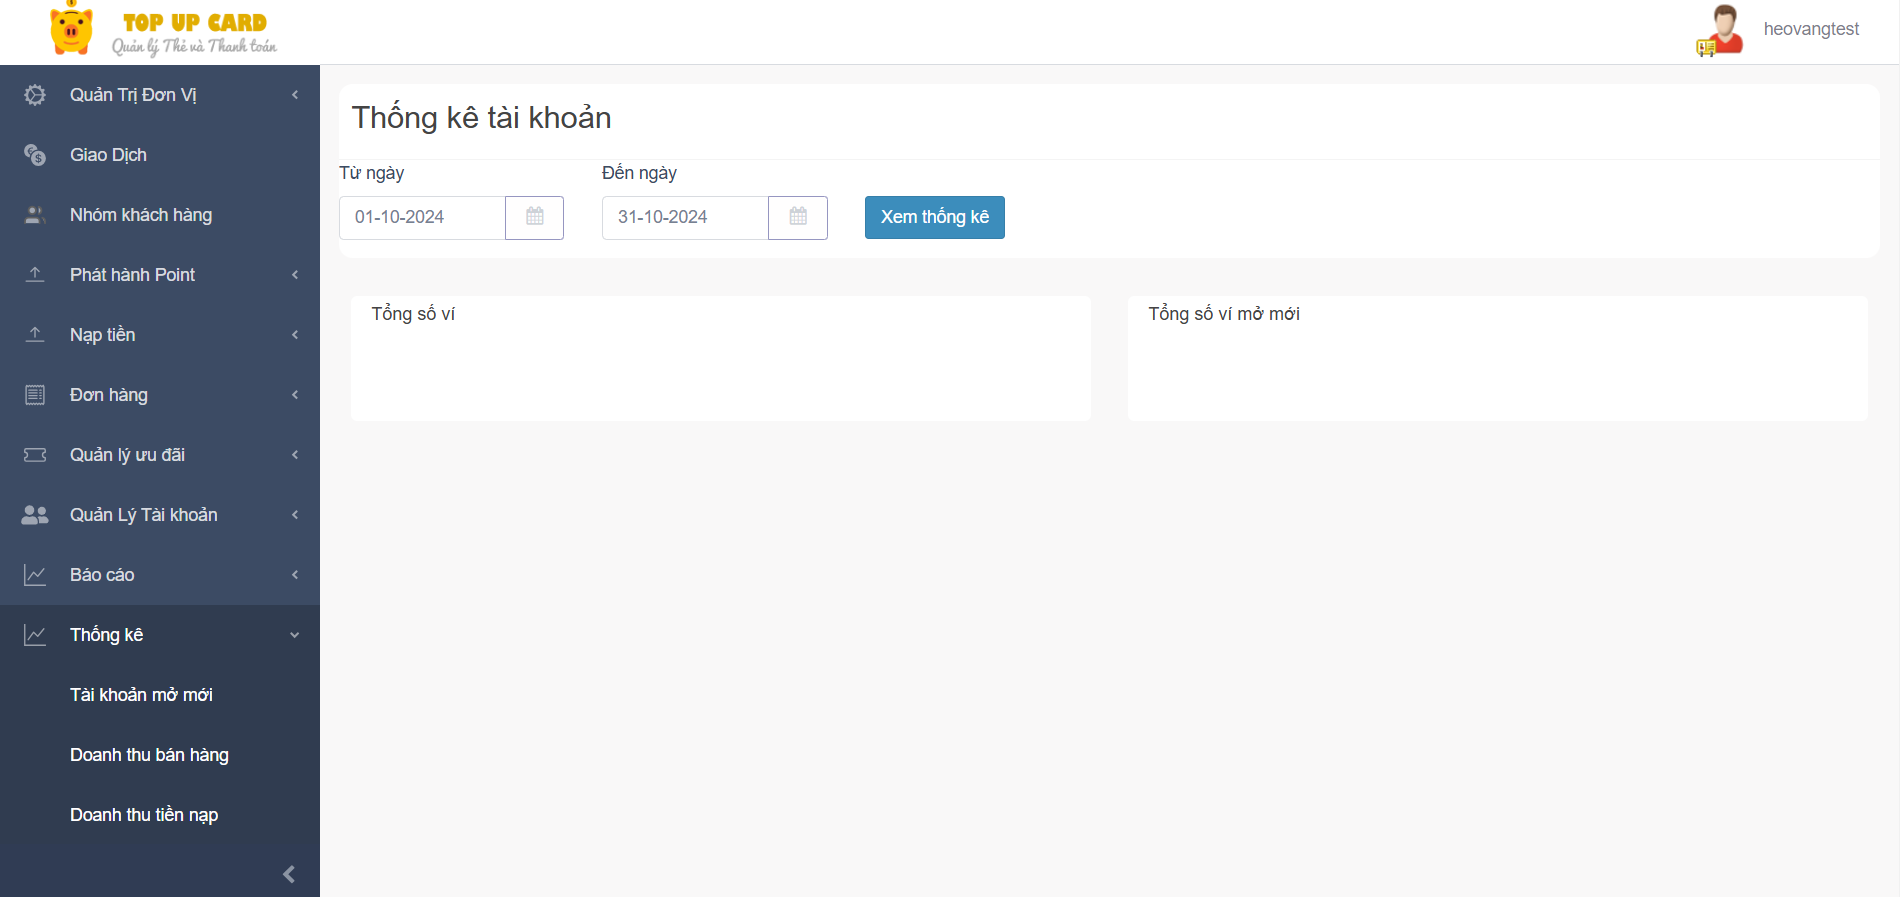 TOP UP CARD
Quản lý Thẻ và Thanh toán
heovangtest
Quản Trị Đơn Vị
Giao Dịch
Nhóm khách hàng
Phát hành Point
Nạp tiền
Đơn hàng
Quản lý ưu đãi
Quản Lý Tài khoản
Báo cáo
Thống kê
Tài khoản mở mới
Doanh thu bán hàng
Doanh thu tiền nạp
Thống kê tài khoản
Từ ngày
Đến ngày
01-10-2024
31-10-2024
Xem thống kê
Tổng số ví
Tổng số ví mở mới